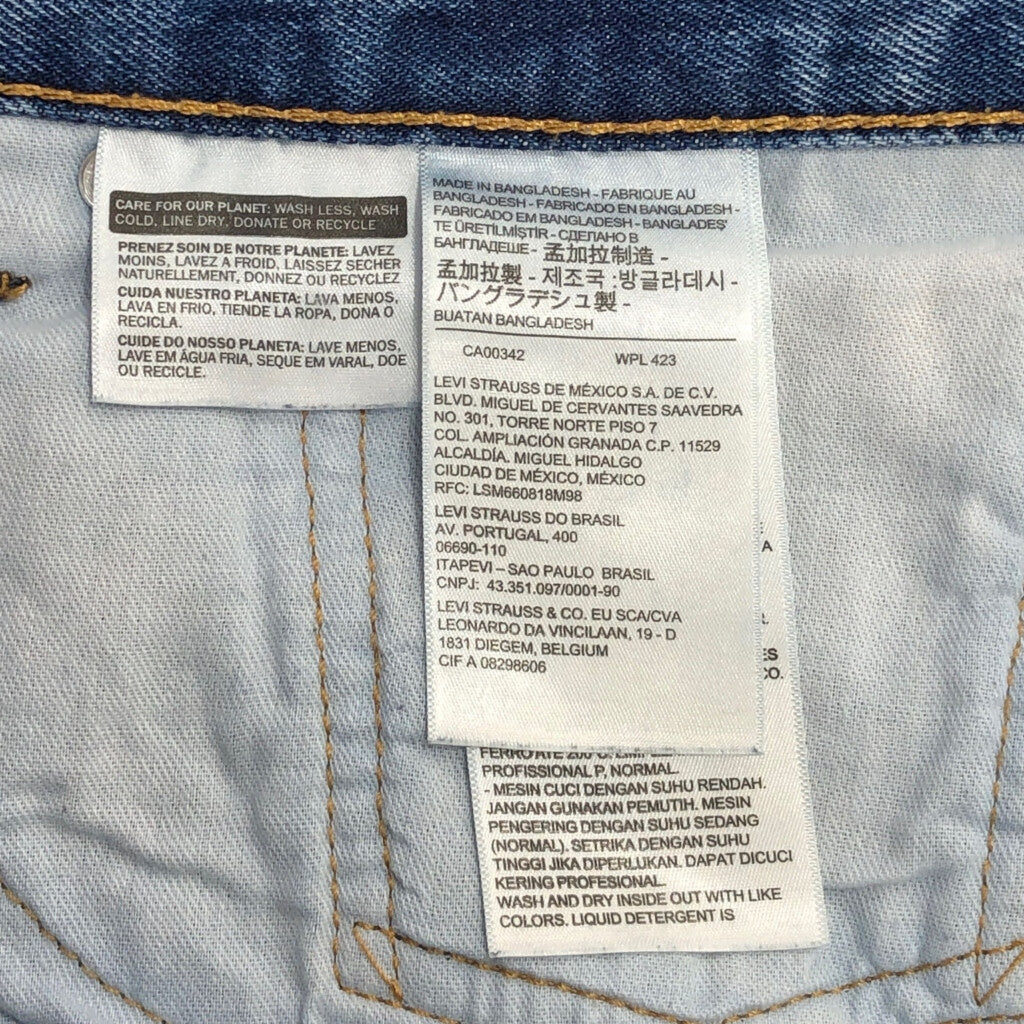 CARE FOR OUR PLANET: WASH LESS, WASH
COLD, LINE DRY, DONATE OR RECYCLE
PRENEZ SOIN DE NOTRE PLANETE: LAVEZ
MOINS, LAVEZ A FROID, LAISSEZ SECHER
NATURELLEMENT, DONNEZ OU RECYCLEZ
CUIDA NUESTRO PLANETA: LAVA MENOS,
LAVA EN FRIO, TIENDE LA ROPA, DONA O
RECICLA.
CUIDE DO NOSSO PLANETA: LAVE MENOS,
LAVE EM ÁGUA FRIA, SEQUE EM VARAL, DOE
OU RECICLE.
MADE IN BANGLADESH - FABRIQUE AU
BANGLADESH - FABRICADO EN BANGLADESH -
FABRICADO EM BANGLADESH - BANGLADEŞ'
TE ÜRETİLMİŞTİR - СДЕЛАНО В
БАНГЛАДЕШЕ - 孟加拉制造 -
孟加拉製 - 제조국 :방글라데시 -
バングラデシュ製 -
BUATAN BANGLADESH
CA00342 WPL 423
LEVI STRAUSS DE MÉXICO S.A. DE C.V.
BLVD. MIGUEL DE CERVANTES SAAVEDRA
NO. 301, TORRE NORTE PISO 7
COL. AMPLIACIÓN GRANADA C.P. 11529
ALCALDÍA. MIGUEL HIDALGO
CIUDAD DE MÉXICO, MÉXICO
RFC: LSM660818M98
LEVI STRAUSS DO BRASIL
AV. PORTUGAL, 400
06690-110
ITAPEVI – SAO PAULO BRASIL
CNPJ: 43.351.097/0001-90
LEVI STRAUSS & CO. EU SCA/CVA
LEONARDO DA VINCILAAN, 19 - D
1831 DIEGEM, BELGIUM
CIF A 08298606
PROFISSIONAL P, NORMAL.
- MESIN CUCI DENGAN SUHU RENDAH.
JANGAN GUNAKAN PEMUTIH. MESIN
PENGERING DENGAN SUHU SEDANG
(NORMAL). SETRIKA DENGAN SUHU
TINGGI JIKA DIPERLUKAN. DAPAT DICUCI
KERING PROFESIONAL.
WASH AND DRY INSIDE OUT WITH LIKE
COLORS. LIQUID DETERGENT IS